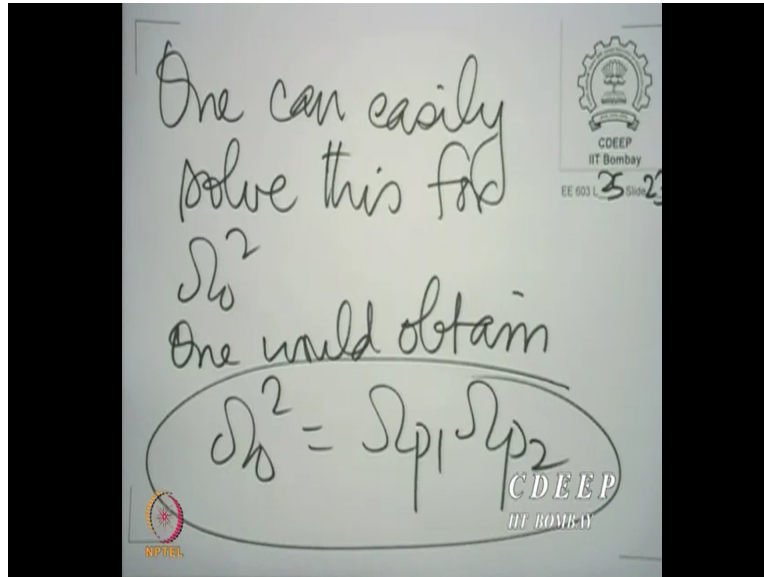 One can easily
solve this for
Ω₀²
One would obtain
Ω₀² = Ωp₁ Ωp₂
CDEEP
IIT Bombay
EE 603 L 25 Slide 23
CDEEP
IIT BOMBAY
NPTEL